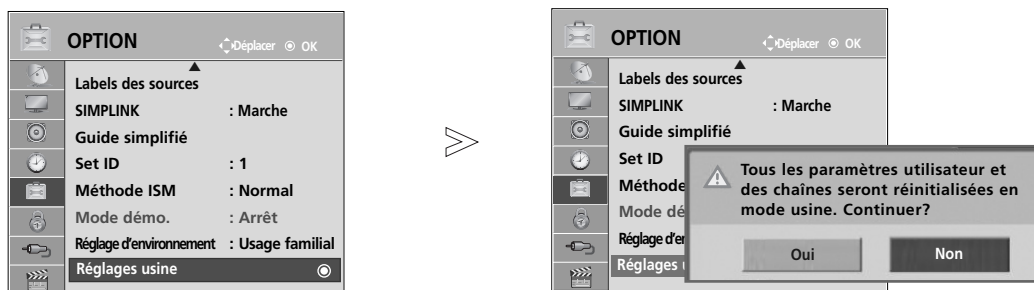 OPTION
Déplacer OK
Labels des sources
SIMPLINK : Marche
Guide simplifié
Set ID : 1
Méthode ISM : Normal
Mode démo. : Arrêt
Réglage d'environnement : Usage familial
Réglages usine
OPTION
Déplacer OK
Labels des sources
SIMPLINK : Marche
Guide simplifié
Set ID
Méthode
Mode dé
Réglage d'er
Réglages
Tous les paramètres utilisateur et
des chaînes seront réinitialisées en
mode usine. Continuer?
Oui Non